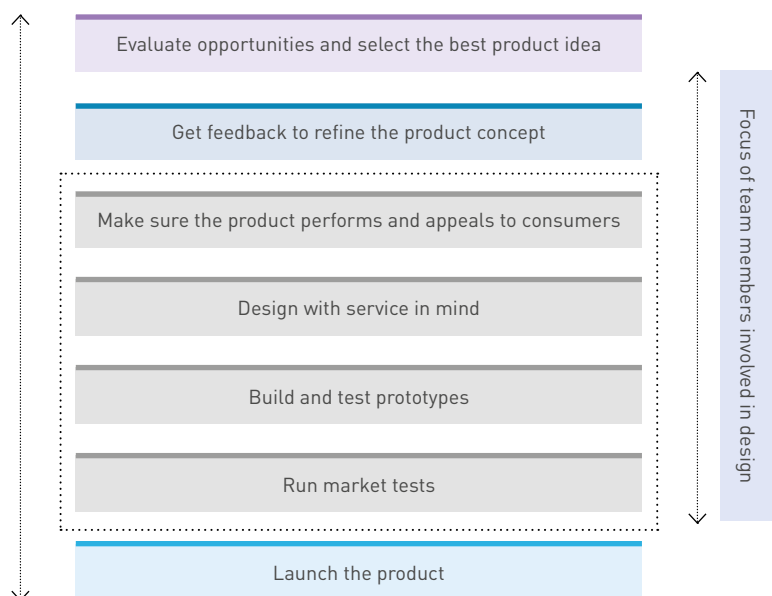 Evaluate opportunities and select the best product idea
Get feedback to refine the product concept
Make sure the product performs and appeals to consumers
Design with service in mind
Build and test prototypes
Run market tests
Launch the product
Focus of team members involved in design